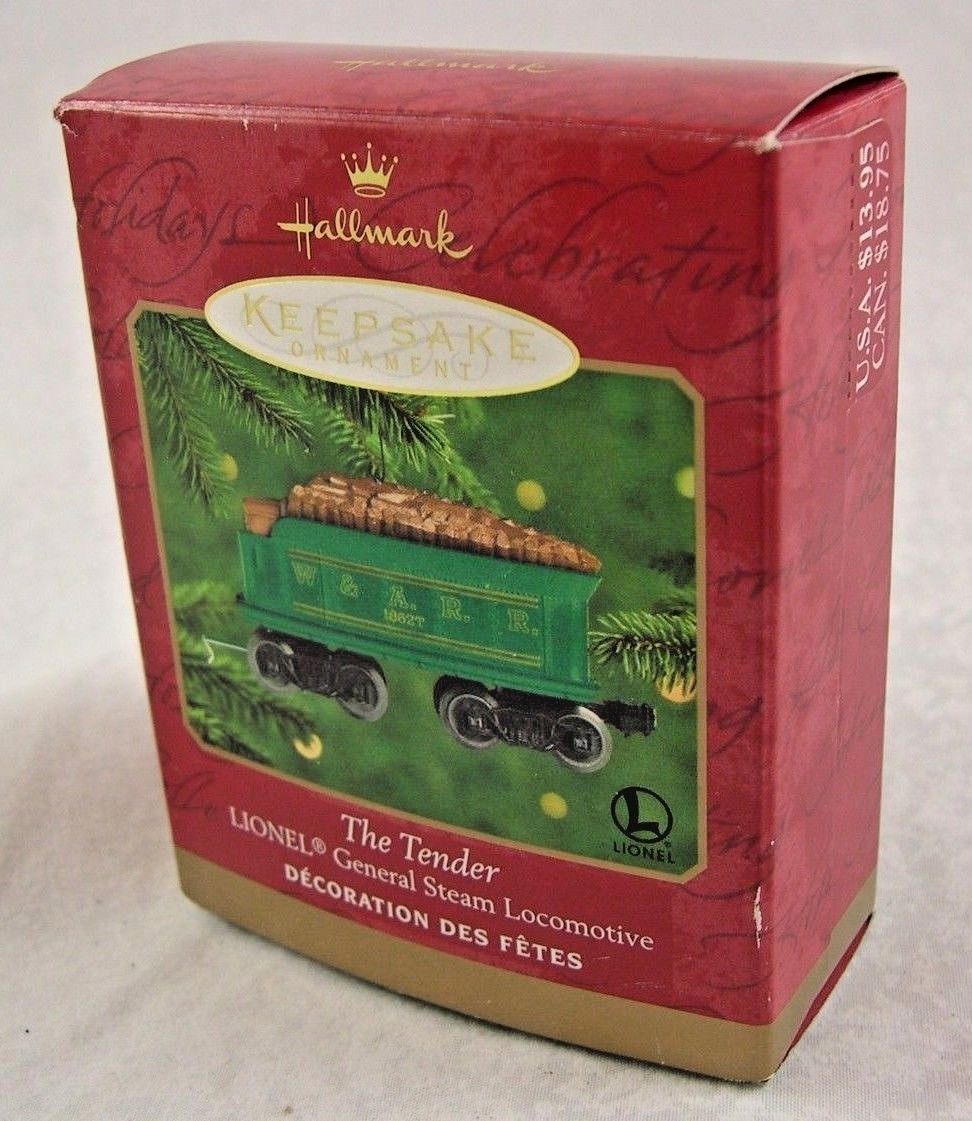 Hallmark
Hallmark
KEEPSAKE
ORNAMENT
Holidays
Celebrating
W & A. R. R.
1862T
L
LIONEL
The Tender
LIONEL® General Steam Locomotive
DÉCORATION DES FÊTES
U.S.A. $13.95
CAN. $18.75